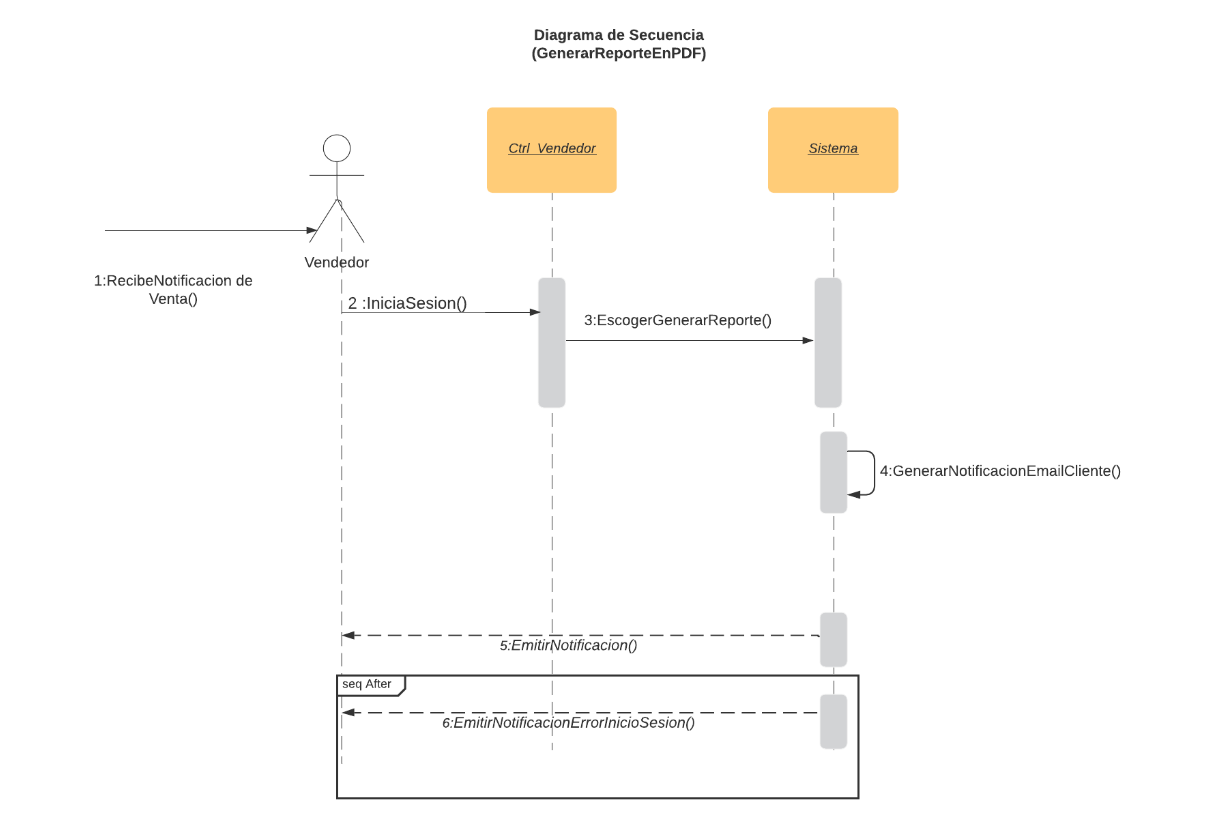 Diagrama de Secuencia
(GenerarReporteEnPDF)
Ctrl_Vendedor
Sistema
Vendedor
1:RecibeNotificacion de
Venta()
2 :IniciaSesion()
3:EscogerGenerarReporte()
4:GenerarNotificacionEmailCliente()
5:EmitirNotificacion()
seq After
6:EmitirNotificacionErrorInicioSesion()